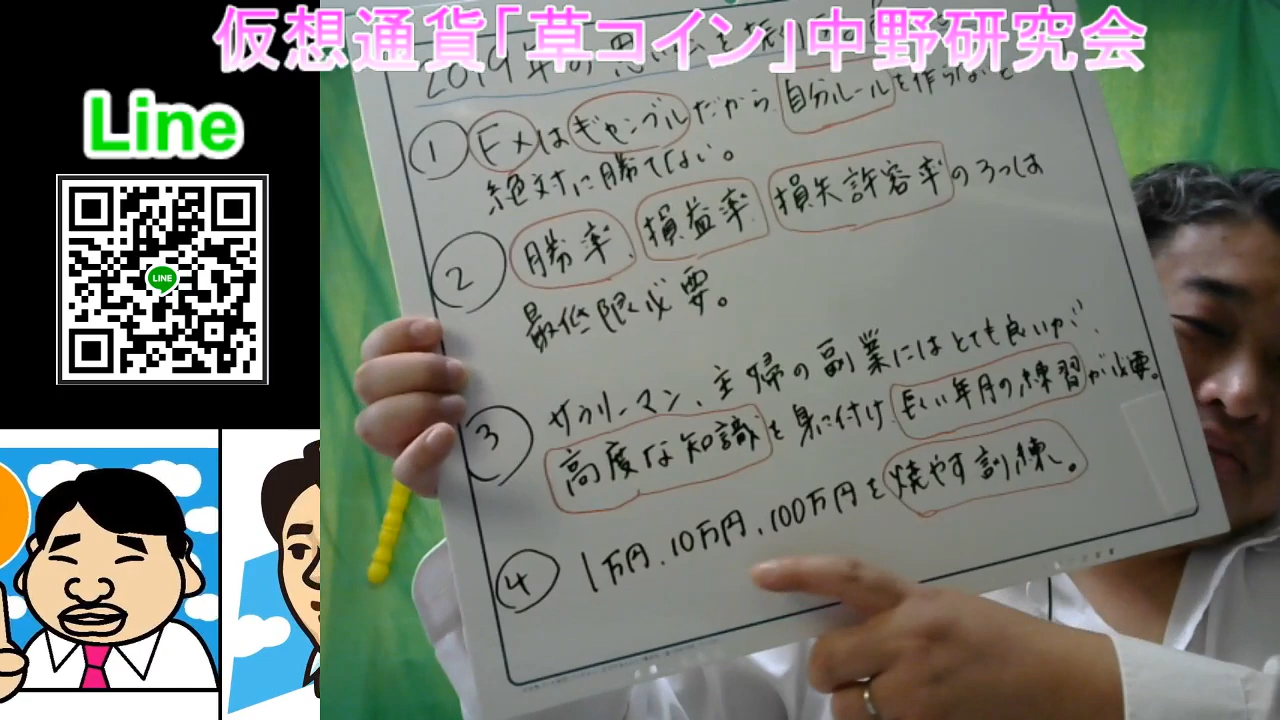 仮想通貨「草コイン」中野研究会
Line
LINE
2019年の
① FXはギャンブルだから自分ルールを作らないと
絶対に勝てない。
② 勝率、損益率、損失許容率の3つは
最低限必要。
③ サラリーマン、主婦の副業にはとても良いが、
高度な知識を身に付け長い年月の練習が必要。
④ 1万円、10万円、100万円を焼やす訓練。